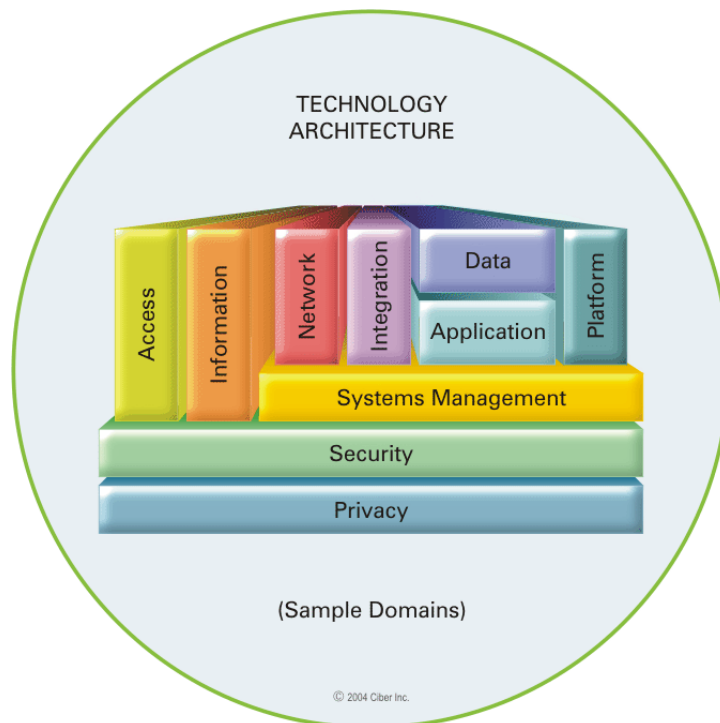 TECHNOLOGY
ARCHITECTURE
Access
Information
Network
Integration
Data
Application
Platform
Systems Management
Security
Privacy
(Sample Domains)
© 2004 Ciber Inc.